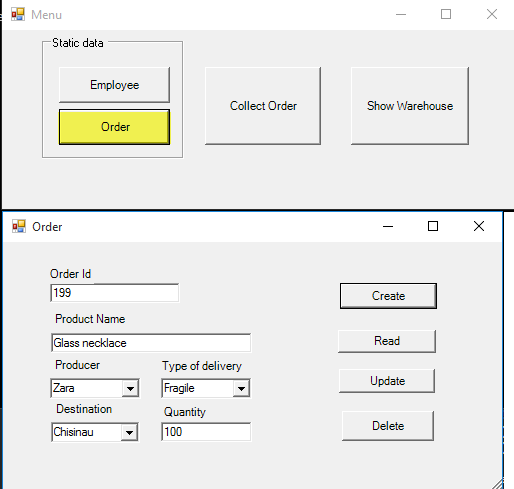 Menu
Static data
Employee
Order
Collect Order
Show Warehouse
Order
Order Id
199
Product Name
Glass necklace
Producer
Type of delivery
Zara
Fragile
Destination
Quantity
Chisinau
100
Create
Read
Update
Delete